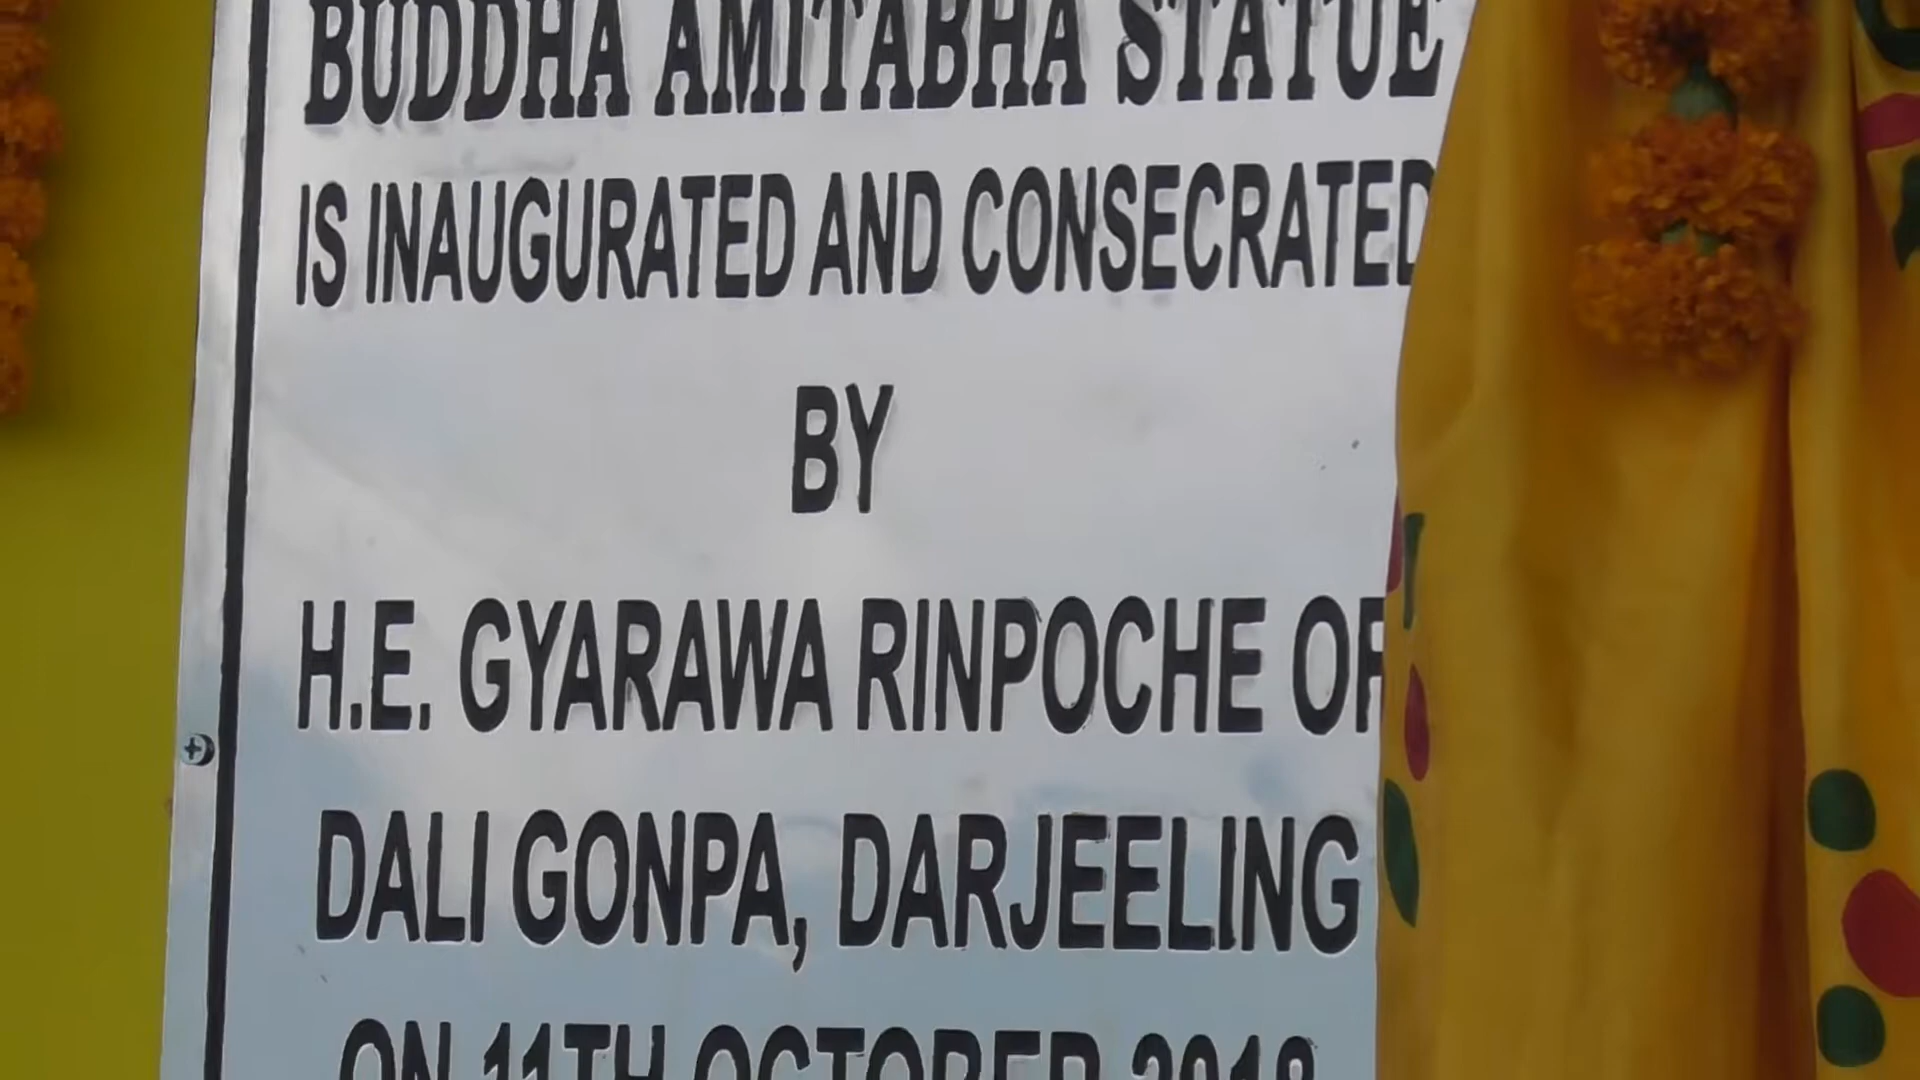 BUDDHA AMITABHA STATUE
IS INAUGURATED AND CONSECRATED
BY
H.E. GYARAWA RINPOCHE OF
DALI GONPA, DARJEELING
ON 11TH OCTOBER 2018